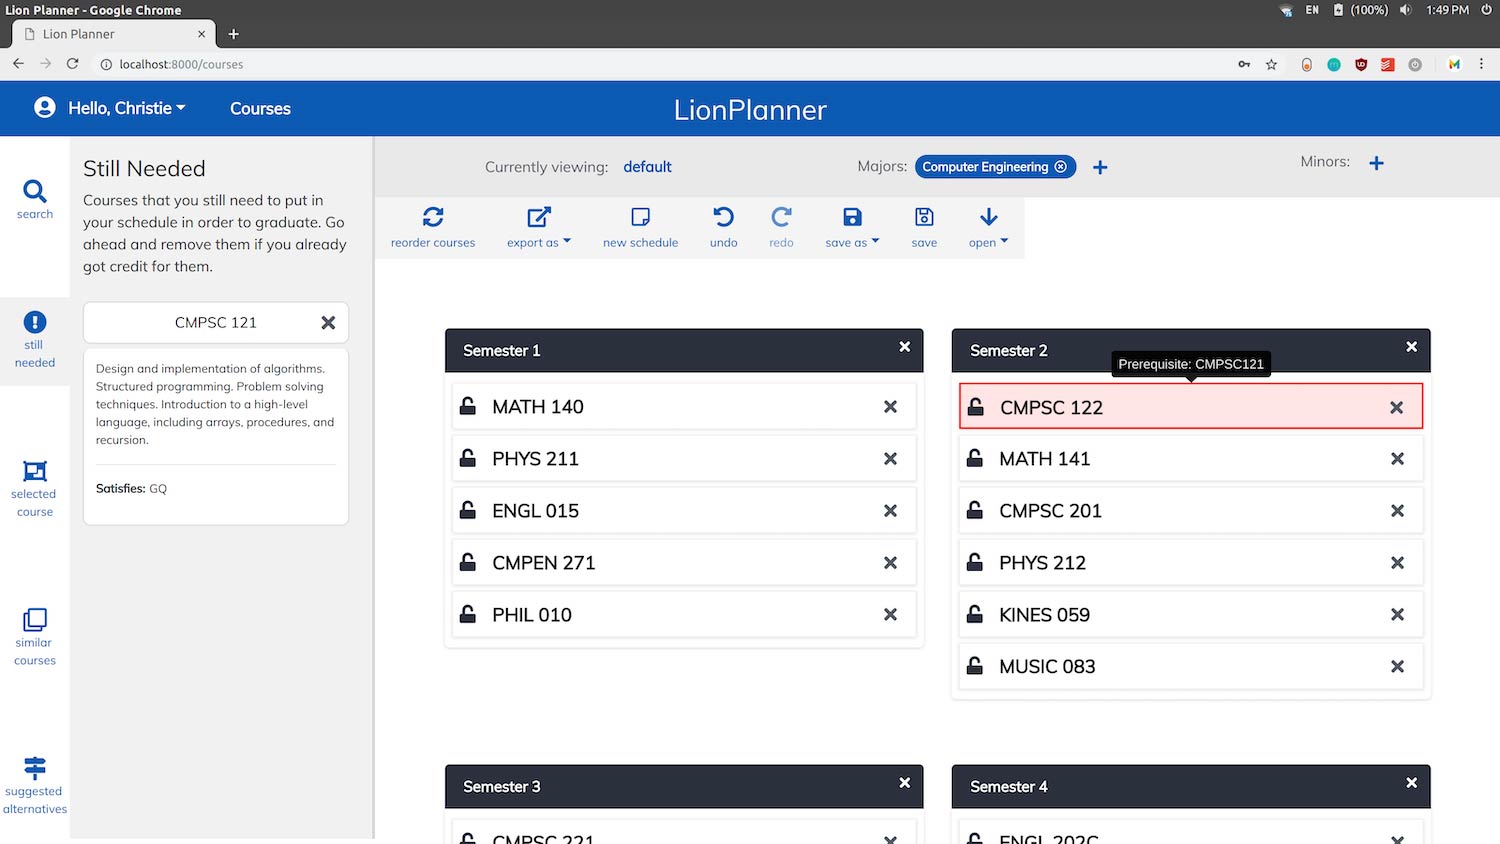 Lion Planner - Google Chrome
EN (100%) 1:49 PM
Lion Planner
localhost:8000/courses
Hello, Christie
Courses
LionPlanner
search
still
needed
selected
course
similar
courses
suggested
alternatives
Still Needed
Courses that you still need to put in
your schedule in order to graduate. Go
ahead and remove them if you already
got credit for them.
CMPSC 121
Design and implementation of algorithms.
Structured programming. Problem solving
techniques. Introduction to a high-level
language, including arrays, procedures, and
recursion.
Satisfies: GQ
Currently viewing: default
Majors: Computer Engineering
Minors:
reorder courses
export as
new schedule
undo
redo
save as
save
open
Semester 1
MATH 140
PHYS 211
ENGL 015
CMPEN 271
PHIL 010
Semester 2
Prerequisite: CMPSC121
CMPSC 122
MATH 141
CMPSC 201
PHYS 212
KINES 059
MUSIC 083
Semester 3
CMPSC 221
Semester 4
ENGL 202C